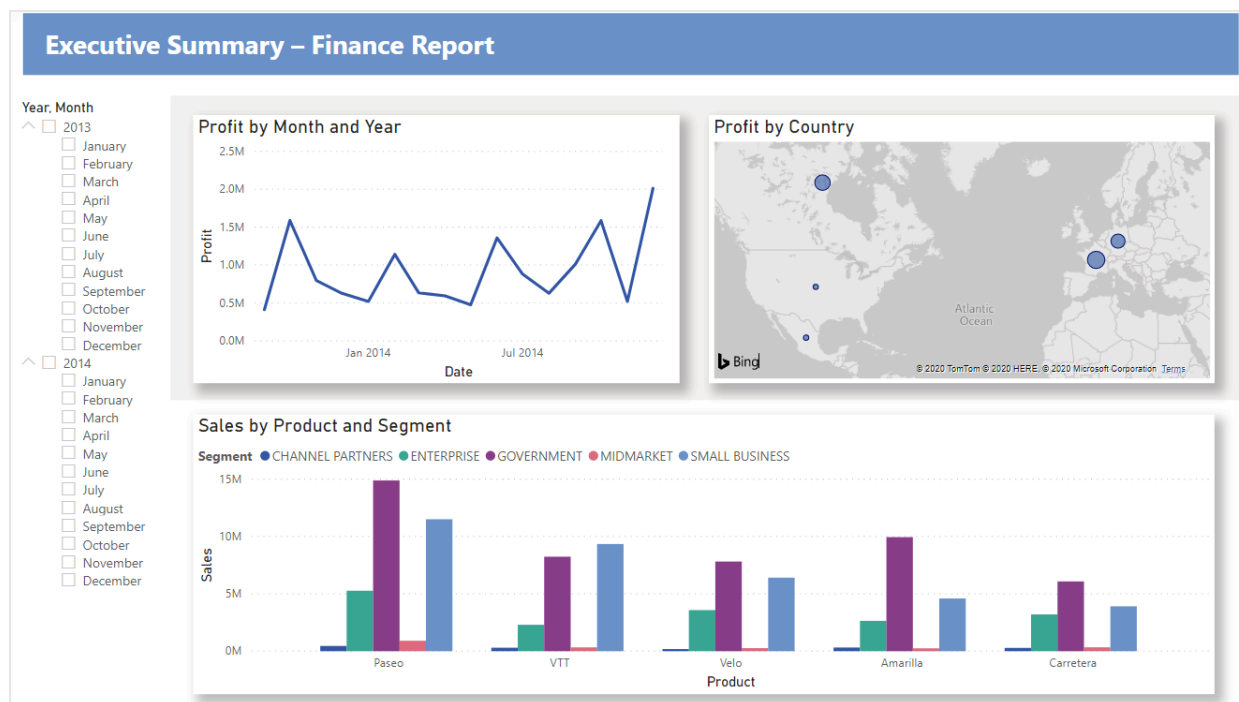 Executive Summary – Finance Report
Year, Month
2013
January
February
March
April
May
June
July
August
September
October
November
December
2014
January
February
March
April
May
June
July
August
September
October
November
December
Profit by Month and Year
2.5M
2.0M
1.5M
1.0M
0.5M
0.0M
Profit
Jan 2014 Jul 2014
Date
Profit by Country
Atlantic
Ocean
Bing
© 2020 TomTom © 2020 HERE, © 2020 Microsoft Corporation Terms
Sales by Product and Segment
Segment CHANNEL PARTNERS ENTERPRISE GOVERNMENT MIDMARKET SMALL BUSINESS
15M
10M
5M
0M
Sales
Paseo VTT Velo Amarilla Carretera
Product